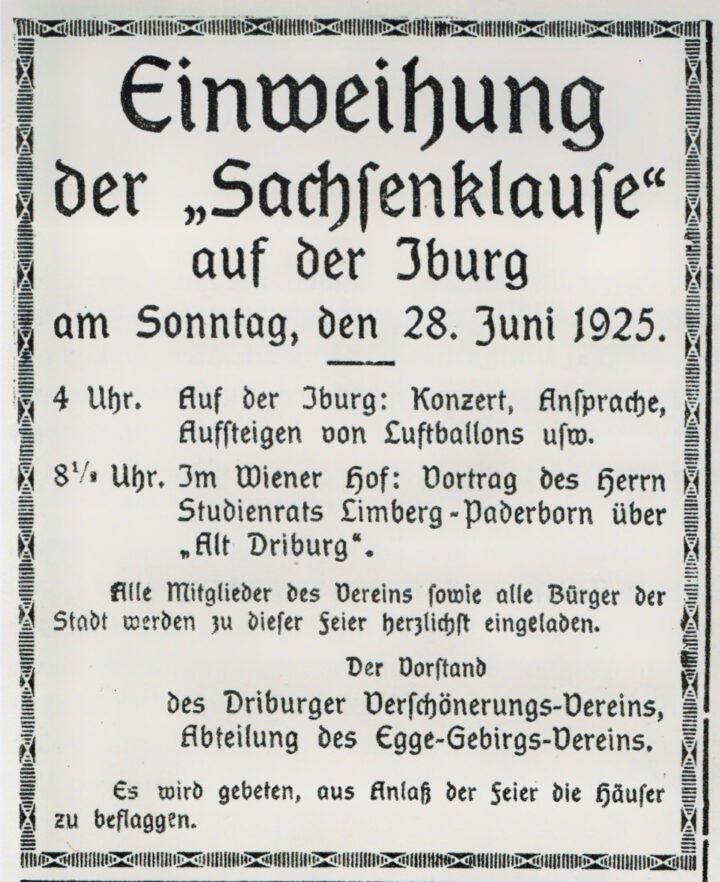 Einweihung
der „Sachsenklause“
auf der Iburg
am Sonntag, den 28. Juni 1925.
4 Uhr. Auf der Iburg: Konzert, Ansprache,
Aufsteigen von Luftballons usw.
8½ Uhr. Im Wiener Hof: Vortrag des Herrn
Studienrats Limberg-Paderborn über
„Alt Driburg“.
Alle Mitglieder des Vereins sowie alle Bürger der
Stadt werden zu dieser Feier herzlichst eingeladen.
Der Vorstand
des Driburger Verschönerungs-Vereins,
Abteilung des Egge-Gebirgs-Vereins.
Es wird gebeten, aus Anlaß der Feier die Häuser
zu beflaggen.